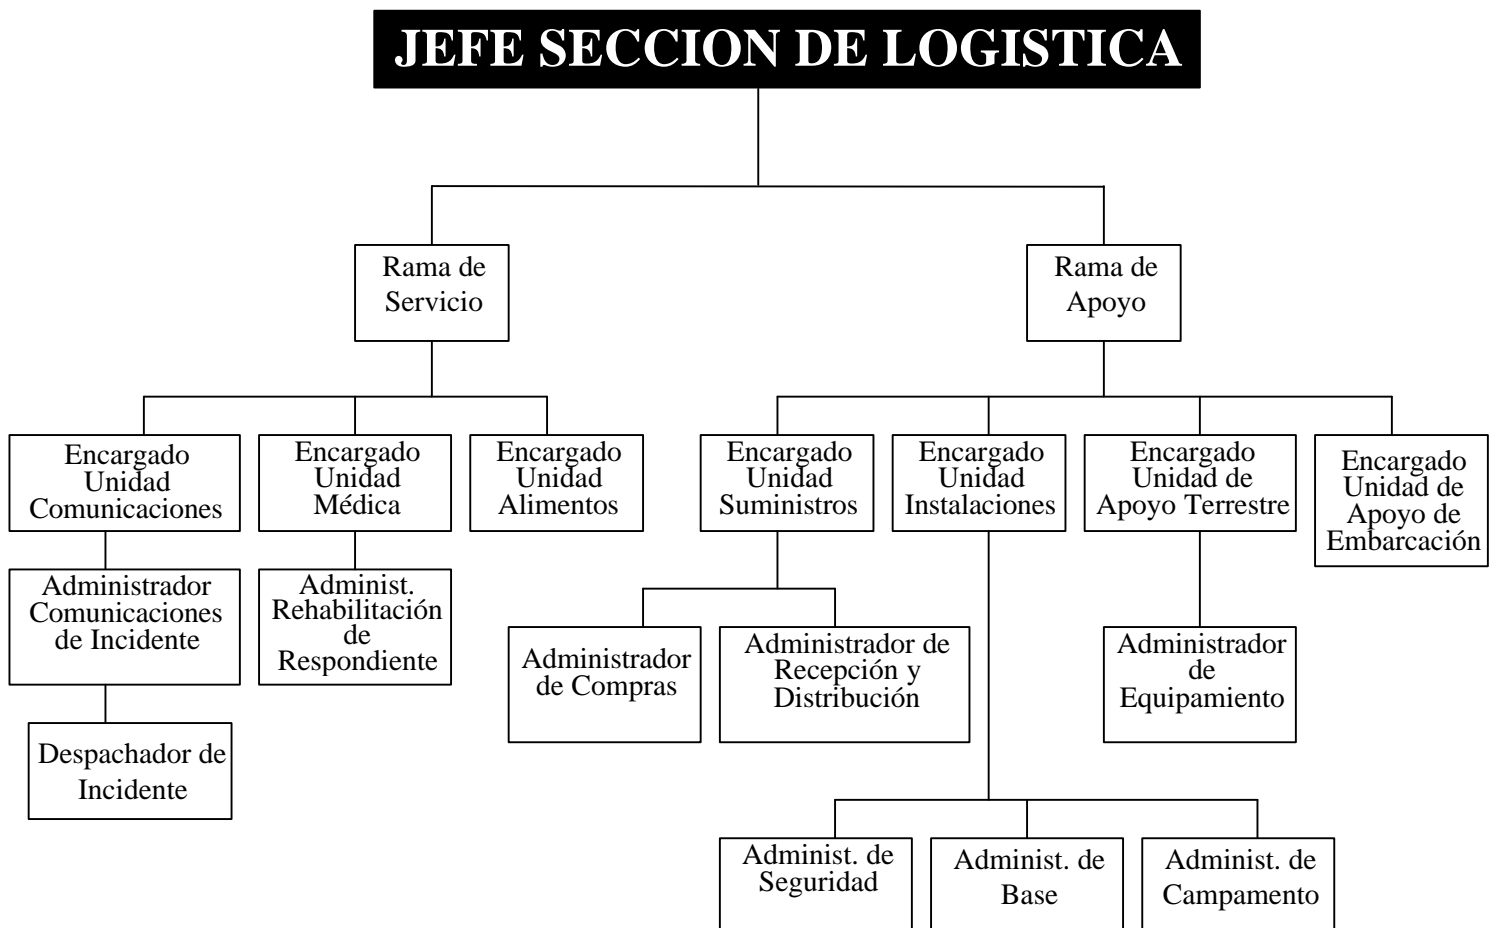 JEFE SECCION DE LOGISTICA
Rama de
Servicio
Rama de
Apoyo
Encargado
Unidad
Comunicaciones
Encargado
Unidad
Médica
Encargado
Unidad
Alimentos
Encargado
Unidad
Suministros
Encargado
Unidad
Instalaciones
Encargado
Unidad de
Apoyo Terrestre
Encargado
Unidad de
Apoyo de
Embarcación
Administrador
Comunicaciones
de Incidente
Administ.
Rehabilitación
de
Respondiente
Administrador
de Compras
Administrador de
Recepción y
Distribución
Administrador
de
Equipamiento
Despachador de
Incidente
Administ. de
Seguridad
Administ. de
Base
Administ. de
Campamento